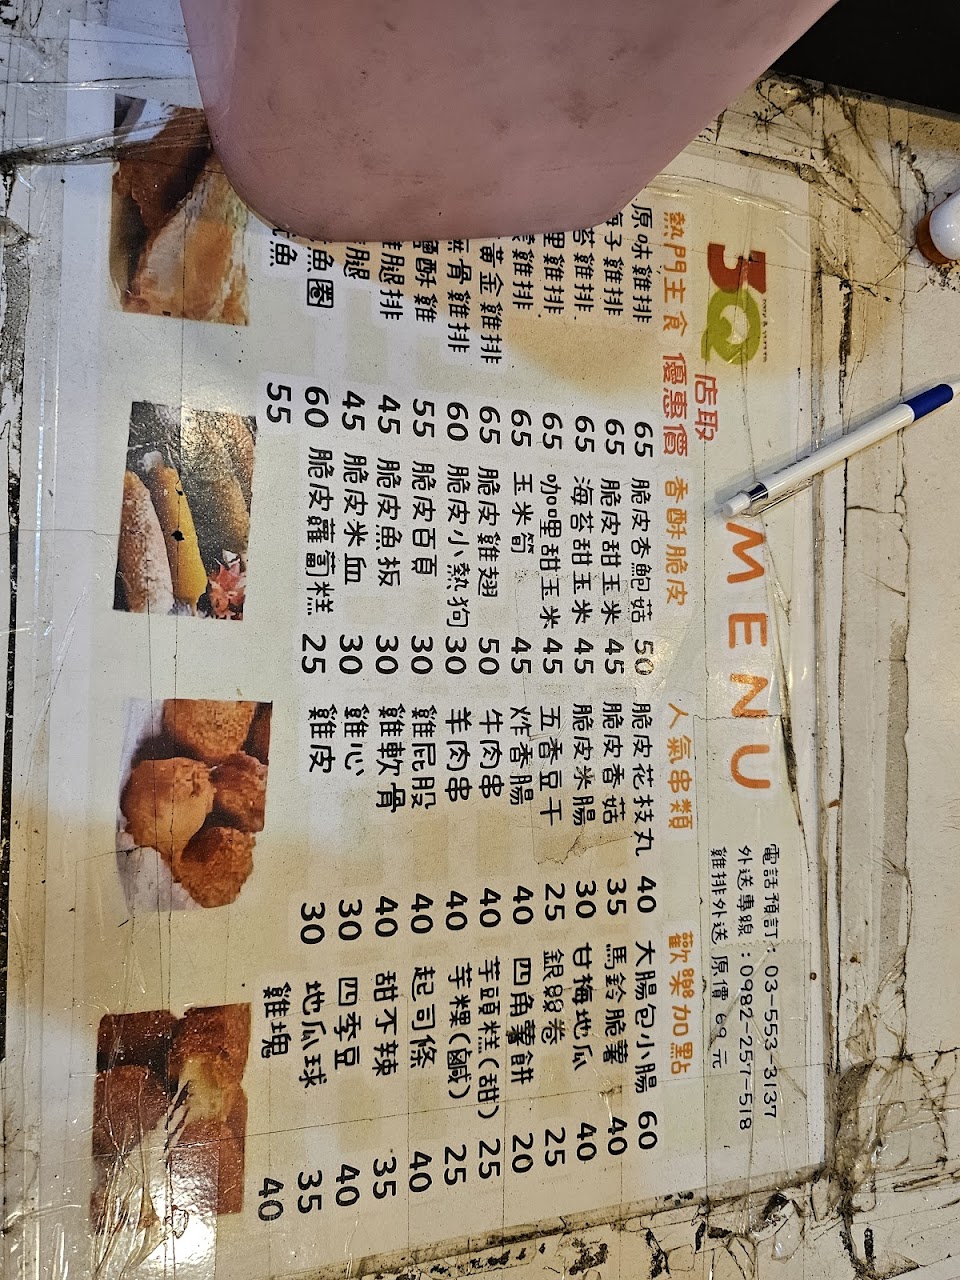 3Q
店取
MENU
電話預訂：03-553-3137
外送專線：0982-257-518
雞排外送 原價 69 元
熱門主食 優惠價 香酥脆皮 人氣串類 歡樂加點
原味雞排 65 脆皮杏鮑菇 50 脆皮花技丸 40 大腸包小腸 60
子雞排 65 脆皮甜玉米 45 脆皮香菇 35 馬鈴脆薯 40
苔雞排 65 海苔甜玉米 45 脆皮米腸 30 甘梅地瓜 40
哩雞排 65 咖哩甜玉米 45 五香豆干 25 銀絲卷 25
雞排 65 玉米筍 45 炸香腸 40 四角薯餅 20
黃金雞排 65 脆皮雞翅 50 牛肉串 40 芋頭糕(甜) 25
無骨雞排 60 脆皮小熱狗 30 羊肉串 40 芋粿(鹹) 25
鹽酥雞 55 脆皮百頁 30 雞屁股 40 起司條 40
雞腿排 45 脆皮魚扳 30 雞軟骨 40 甜不辣 35
腿 45 脆皮米血 30 雞心 30 四季豆 40
魚圈 60 脆皮蘿蔔糕 25 雞皮 30 地瓜球 35
魚 55 雞塊 40